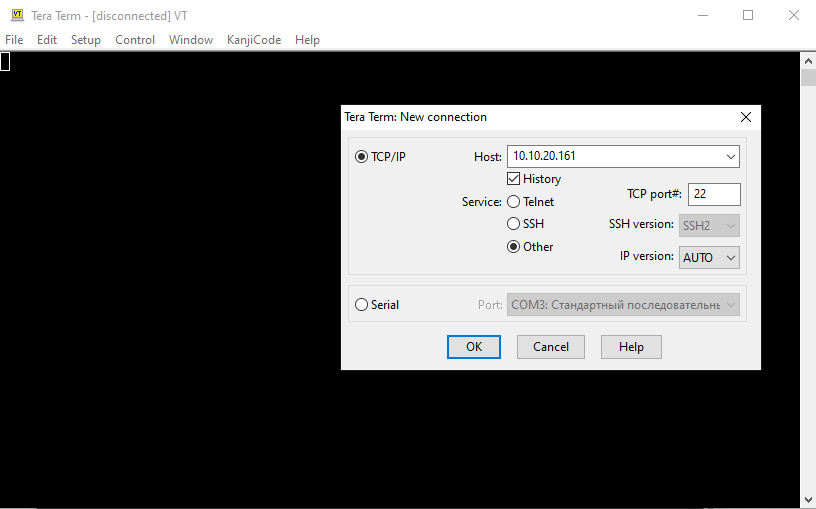 VT Tera Term - [disconnected] VT
File Edit Setup Control Window KanjiCode Help
Tera Term: New connection
TCP/IP Host: 10.10.20.161
History
Service: Telnet TCP port#: 22
SSH SSH version: SSH2
Other IP version: AUTO
Serial Port: COM3: Стандартный последовательнь
OK Cancel Help